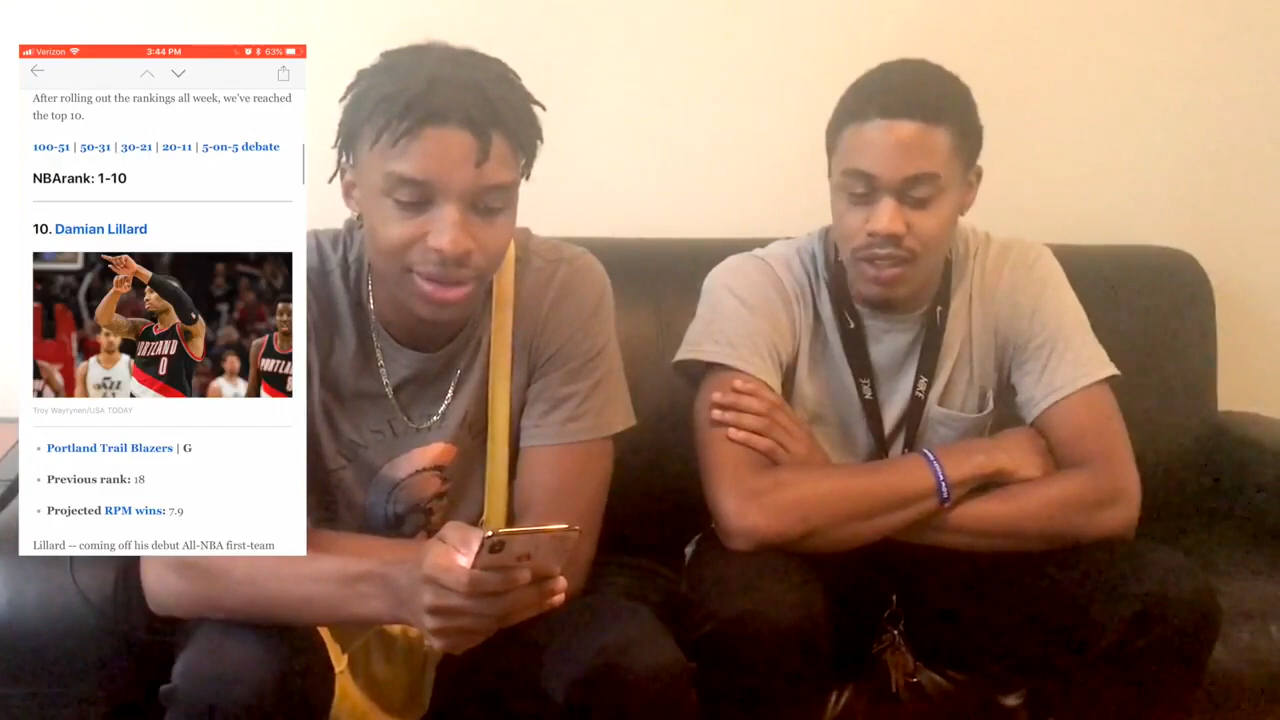 Verizon 3:44 PM 63%
After rolling out the rankings all week, we've reached
the top 10.
100-51 | 50-31 | 30-21 | 20-11 | 5-on-5 debate
NBArank: 1-10
10. Damian Lillard
PORTLAND
0
JAZZ
Troy Wayrynen/USA TODAY
Portland Trail Blazers | G
Previous rank: 18
Projected RPM wins: 7.9
Lillard -- coming off his debut All-NBA first-team
NIKE
NIKE